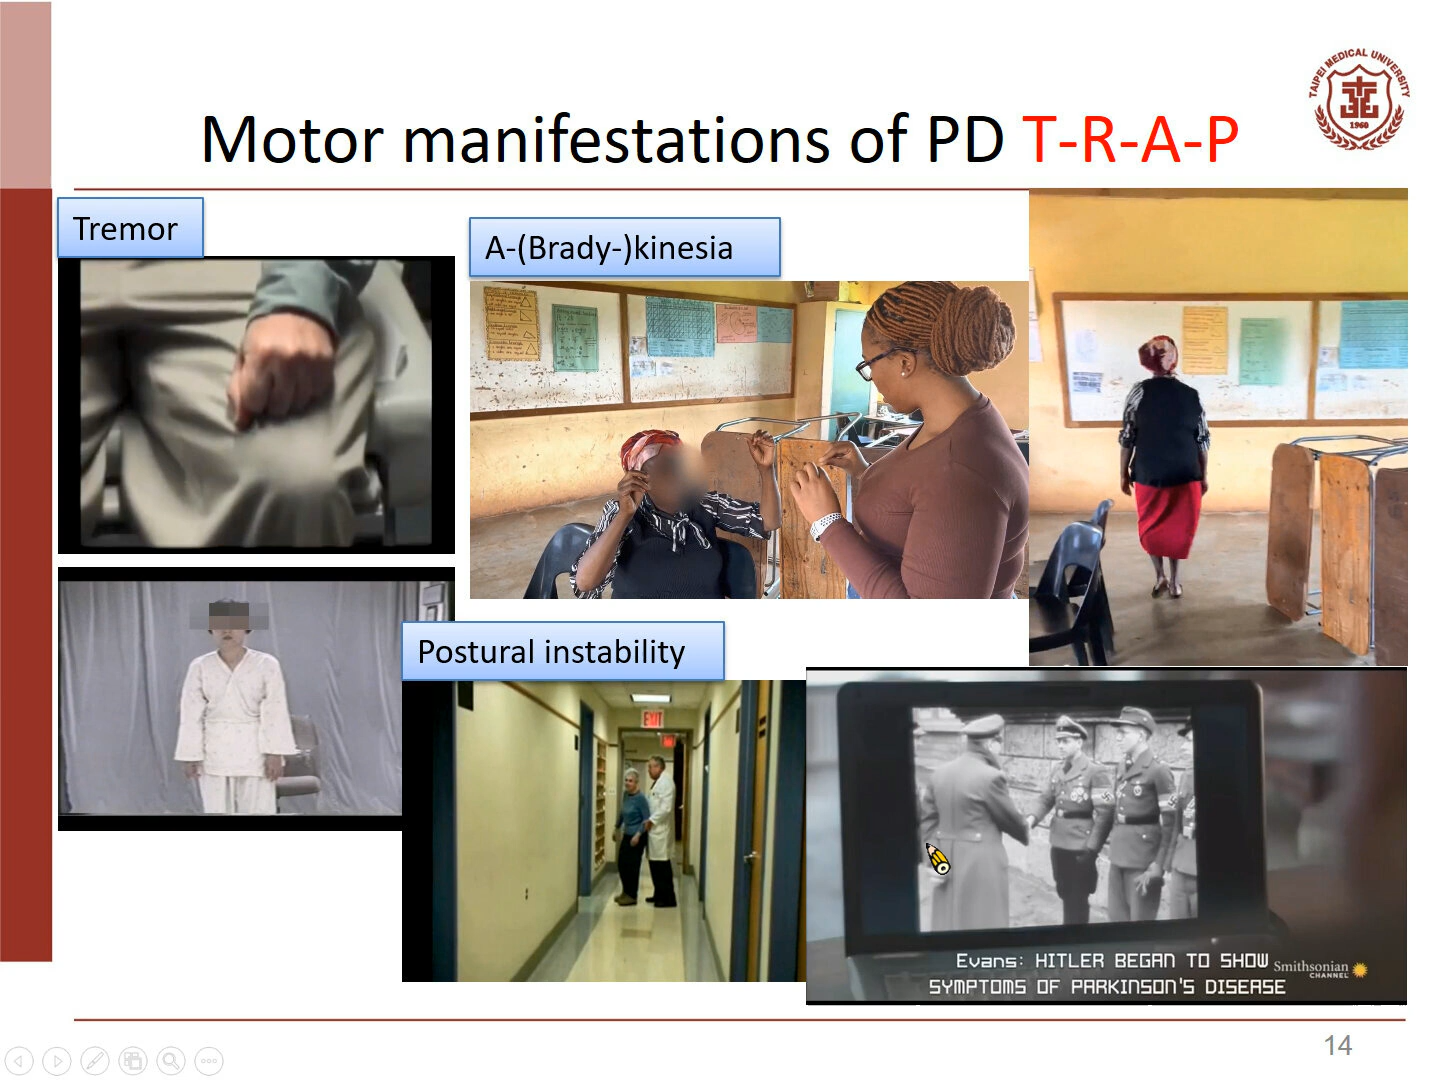 Motor manifestations of PD T-R-A-P
TAIPEI MEDICAL UNIVERSITY
1960
Tremor
A-(Brady-)kinesia
Postural instability
EXIT
Evans: HITLER BEGAN TO SHOW
SYMPTOMS OF PARKINSON'S DISEASE
Smithsonian
CHANNEL
14